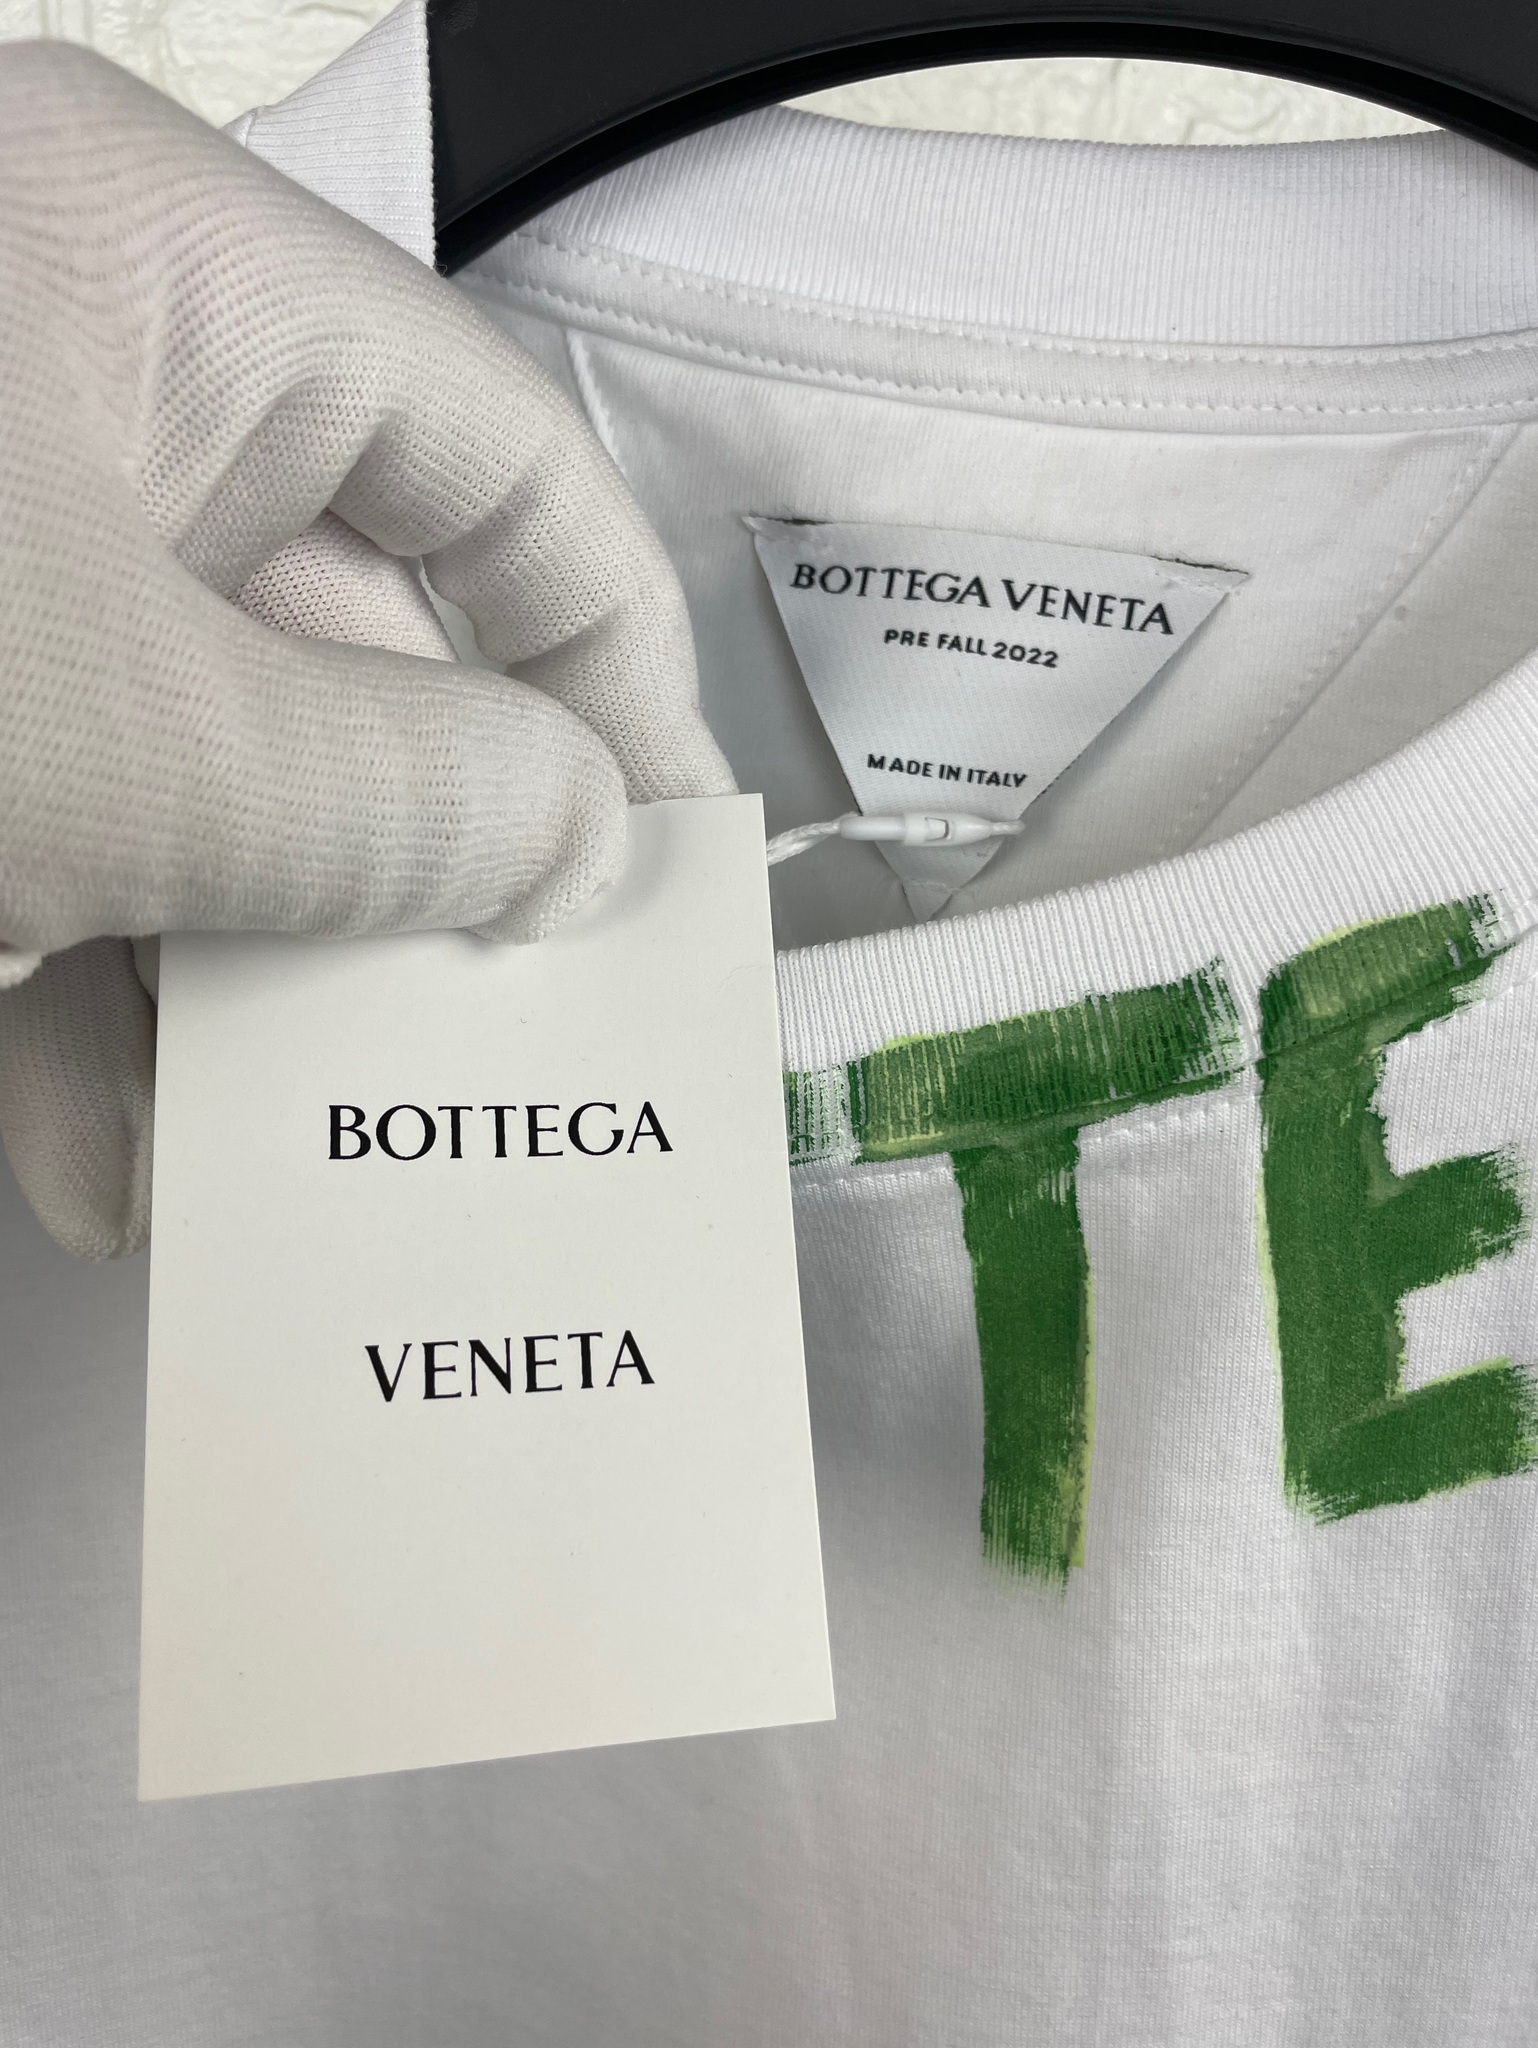 BOTTEGA VENETA
PRE FALL 2022
MADE IN ITALY
BOTTEGA
VENETA
TE